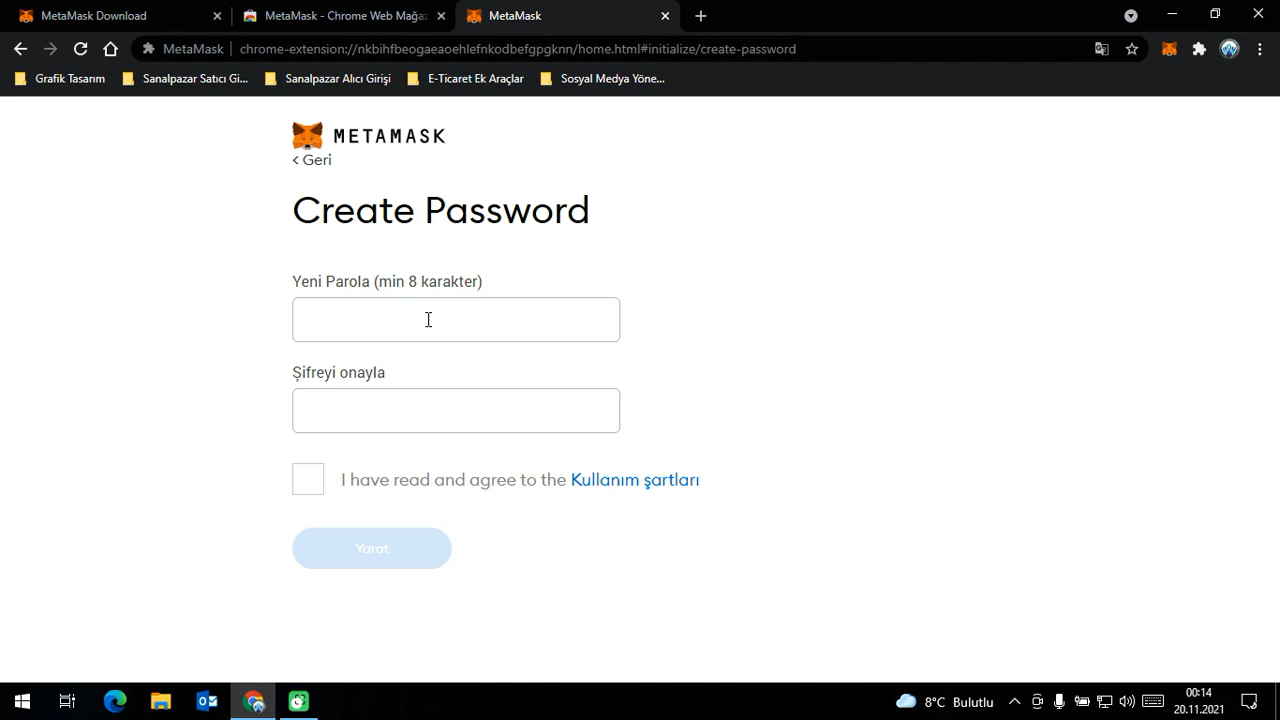 MetaMask Download
MetaMask - Chrome Web Mağaz
MetaMask
MetaMask
chrome-extension://nkbihfbeogaeaoehlefnkodbefgpgknn/home.html#initialize/create-password
Grafik Tasarım
Sanalpazar Satıcı Gi...
Sanalpazar Alıcı Girişi
E-Ticaret Ek Araçlar
Sosyal Medya Yöne...
METAMASK
< Geri
Create Password
Yeni Parola (min 8 karakter)
Şifreyi onayla
I have read and agree to the Kullanım şartları
Yarat
8°C Bulutlu
00:14
20.11.2021